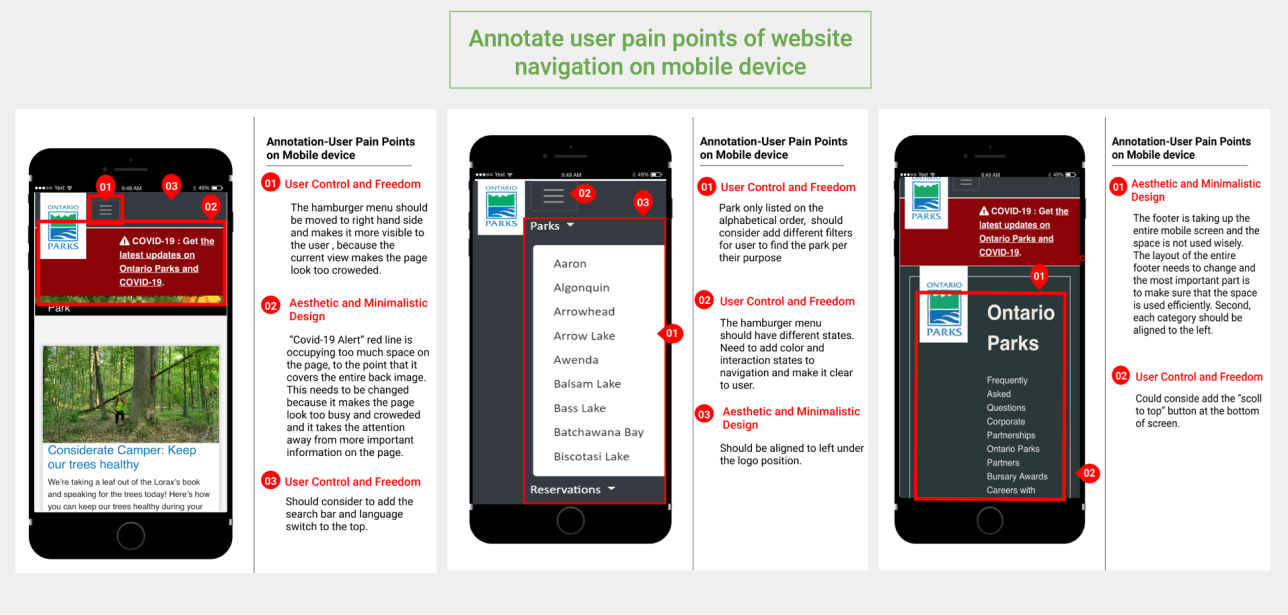 Annotate user pain points of website
navigation on mobile device
Annotation-User Pain Points
on Mobile device
01 User Control and Freedom
The hamburger menu should
be moved to right hand side
and makes it more visible to
the user , because the
current view makes the page
look too croweded.
02 Aesthetic and Minimalistic
Design
"Covid-19 Alert" red line is
occupying too much space on
the page, to the point that it
covers the entire back image.
This needs to be changed
because it makes the page
look too busy and croweded
and it takes the attention
away from more important
information on the page.
03 User Control and Freedom
Should consider to add the
search bar and language
switch to the top.
Yext 9:49 AM 49%
01
03
02
ONTARIO
PARKS
COVID-19 : Get the
latest updates on
Ontario Parks and
COVID-19.
Park
Considerate Camper: Keep
our trees healthy
We're taking a leaf out of the Lorax's book
and speaking for the trees today! Here's how
you can keep our trees healthy during your
Annotation-User Pain Points
on Mobile device
01 User Control and Freedom
Park only listed on the
alphabetical order, should
consider add different filters
for user to find the park per
their purpose
02 User Control and Freedom
The hamburger menu
should have different states.
Need to add color and
interaction states to
navigation and make it clear
to user.
03 Aesthetic and Minimalistic
Design
Should be aligned to left under
the logo position.
Yext 9:49 AM 49%
ONTARIO
PARKS
02
03
Parks
Aaron
Algonquin
Arrowhead
Arrow Lake
01
Awenda
Balsam Lake
Bass Lake
Batchawana Bay
Biscotasi Lake
Reservations
Annotation-User Pain Points
on Mobile device
01 Aesthetic and Minimalistic
Design
The footer is taking up the
entire mobile screen and the
space is not used wisely.
The layout of the entire
footer needs to change and
the most important part is
to make sure that the space
is used efficiently. Second,
each category should be
aligned to the left.
02 User Control and Freedom
Could conside add the "scoll
to top" button at the bottom
of screen.
9:49 AM 49%
ONTARIO
PARKS
COVID-19 : Get the
latest updates on
Ontario Parks and
COVID-19.
01
ONTARIO
PARKS
Ontario
Parks
Frequently
Asked
Questions
Corporate
Partnerships
Ontario Parks
Partners
Bursary Awards
Careers with
02